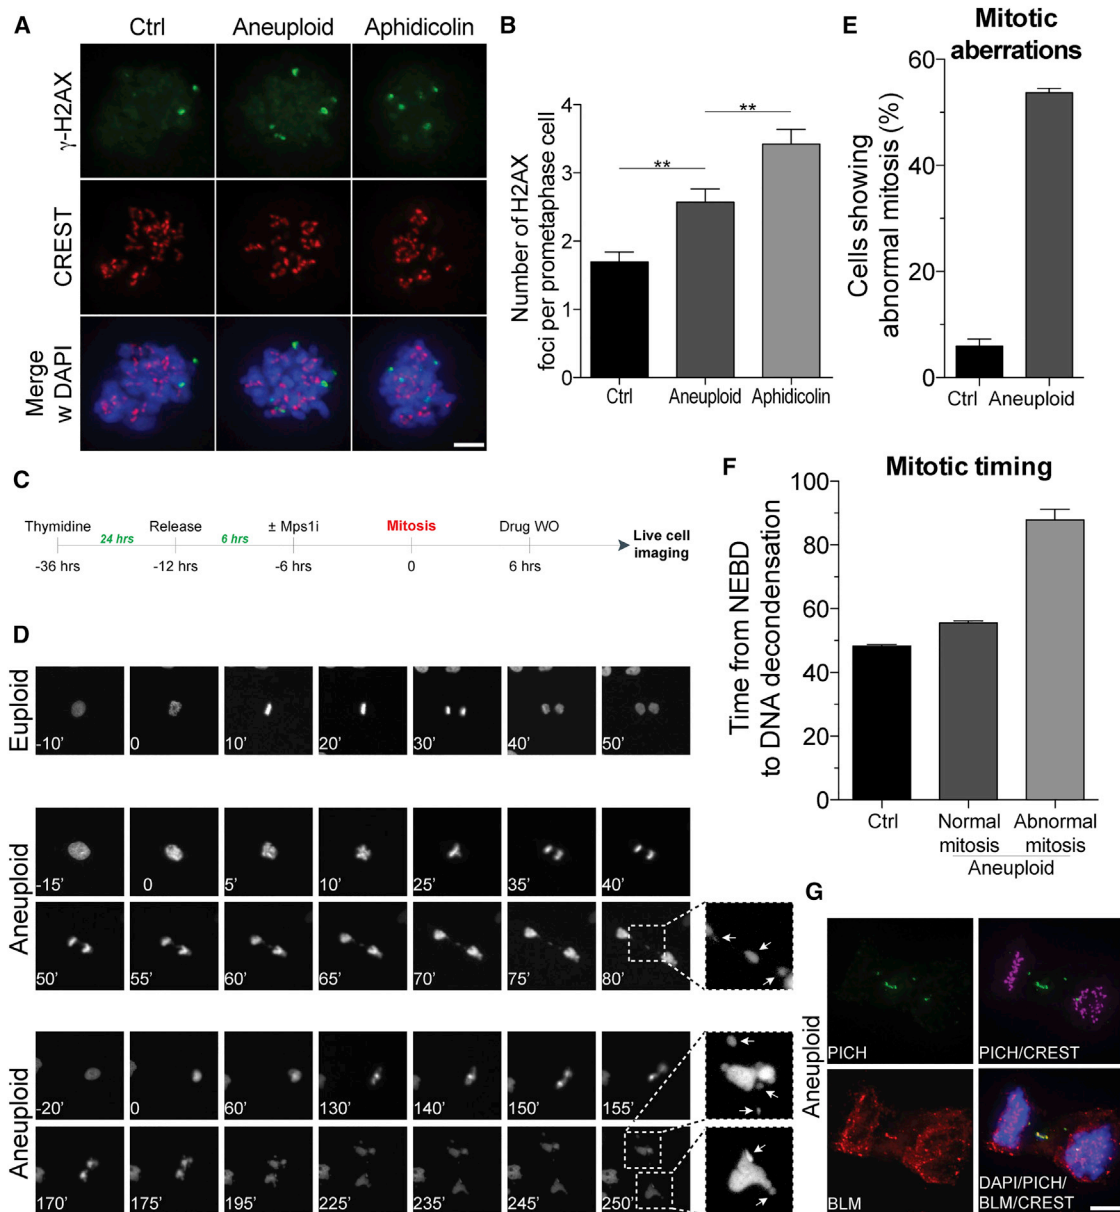 A
Ctrl
Aneuploid
Aphidicolin
γ-H2AX
CREST
Merge
w DAPI
B
Number of H2AX
foci per prometaphase cell
4
3
2
1
0
**
**
Ctrl
Aneuploid
Aphidicolin
E
Mitotic
aberrations
Cells showing
abnormal mitosis (%)
60
40
20
0
Ctrl Aneuploid
C
Thymidine
Release
± Mps1i
Mitosis
Drug WO
24 hrs
6 hrs
Live cell
imaging
-36 hrs
-12 hrs
-6 hrs
0
6 hrs
D
Euploid
-10’
0
10’
20’
30’
40’
50’
Aneuploid
-15’
0
5’
10’
25’
35’
40’
50’
55’
60’
65’
70’
75’
80’
Aneuploid
-20’
0
60’
130’
140’
150’
155’
170’
175’
195’
225’
235’
245’
250’
F
Mitotic timing
Time from NEBD
to DNA decondensation
100
80
60
40
20
0
Ctrl
Normal
mitosis
Abnormal
mitosis
Aneuploid
G
Aneuploid
PICH
PICH/CREST
BLM
DAPI/PICH/
BLM/CREST